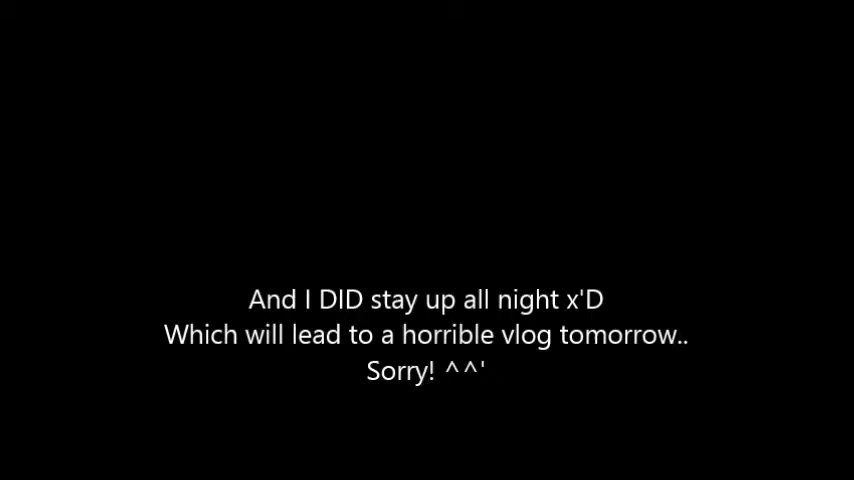 And I DID stay up all night x'D
Which will lead to a horrible vlog tomorrow..
Sorry! ^^'